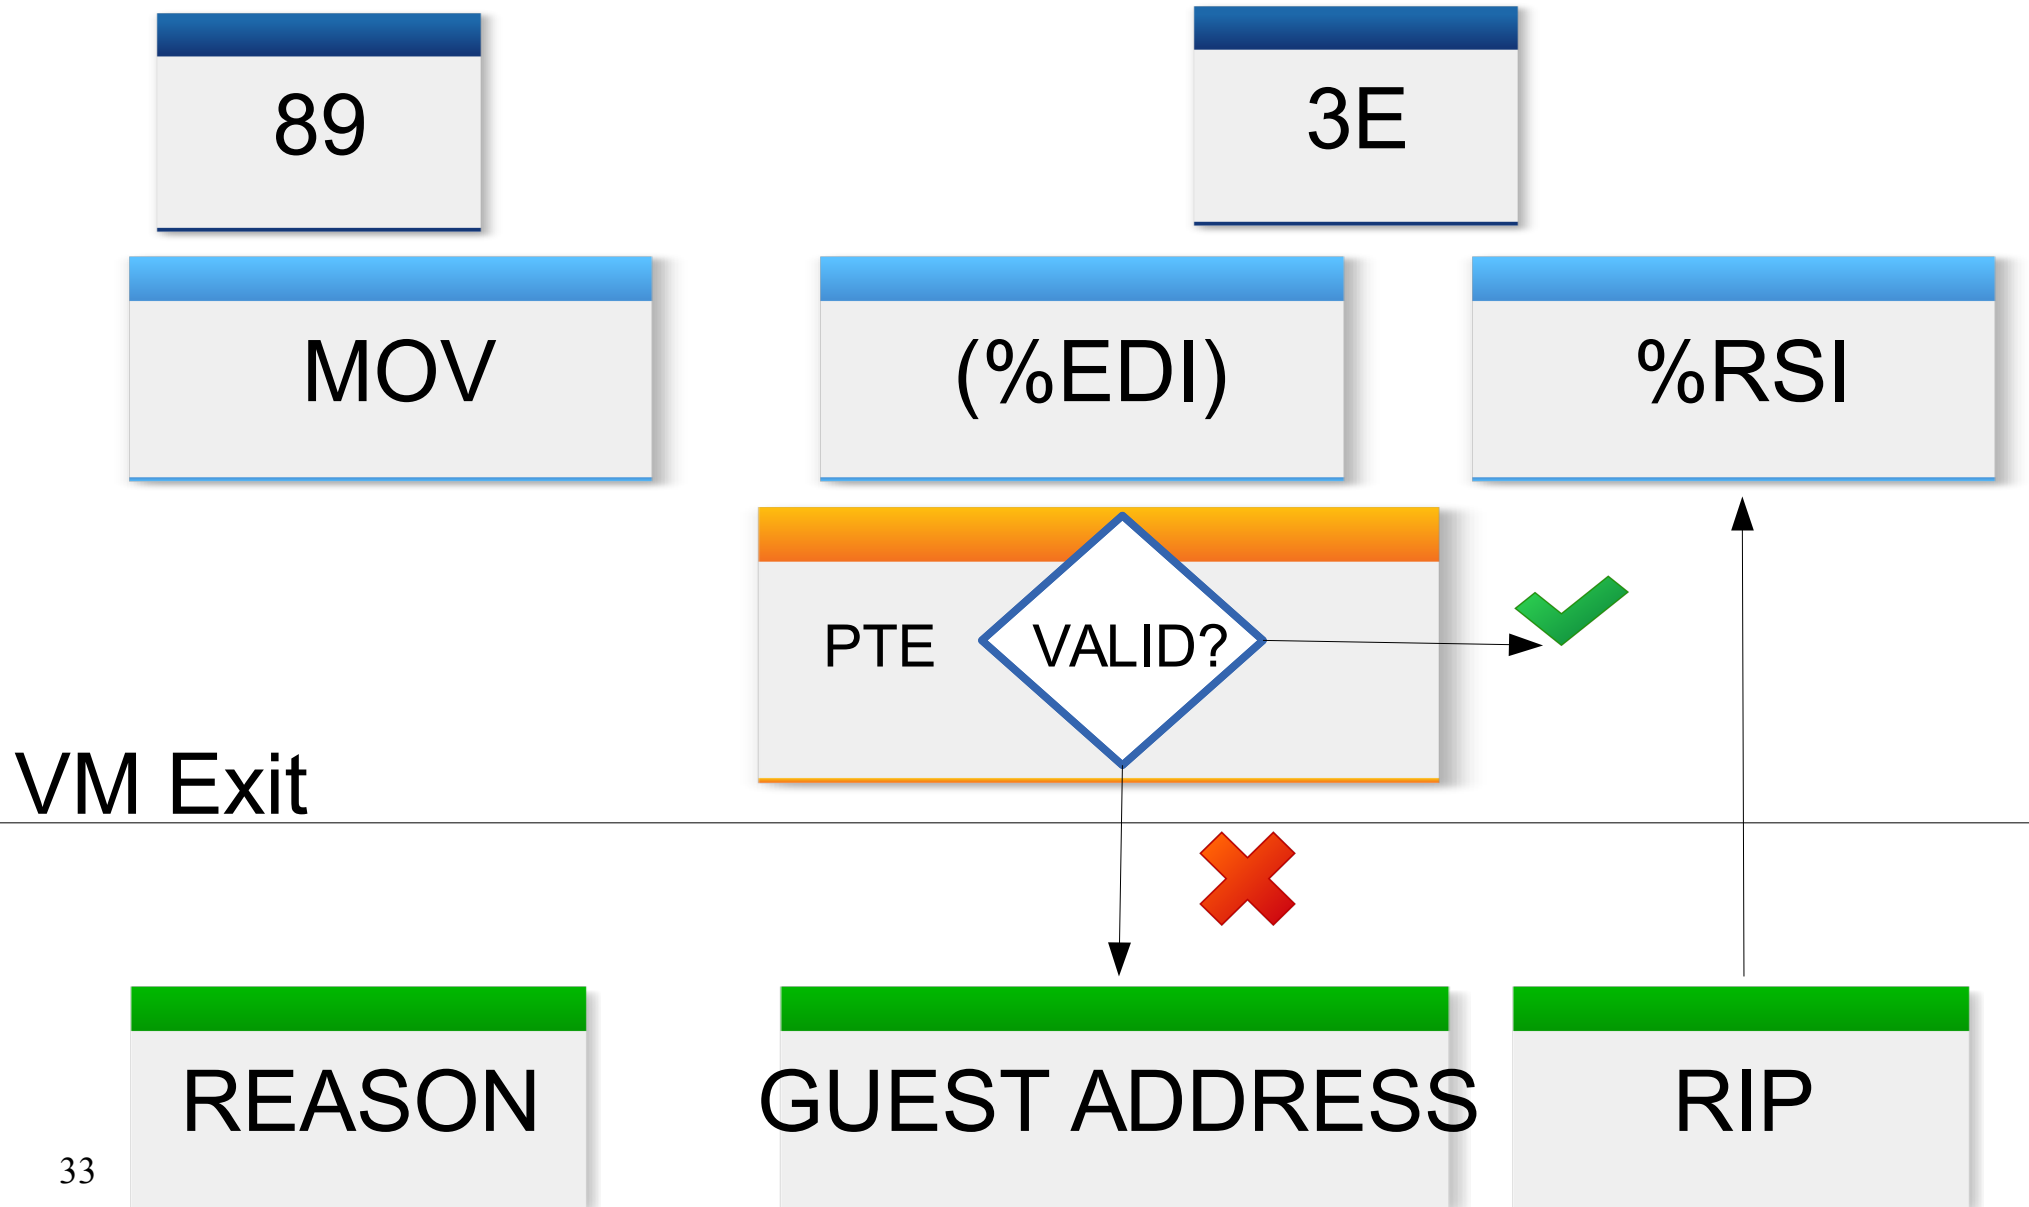 89
3E
MOV
(%EDI)
%RSI
PTE
VALID?
VM Exit
REASON
GUEST ADDRESS
RIP
33